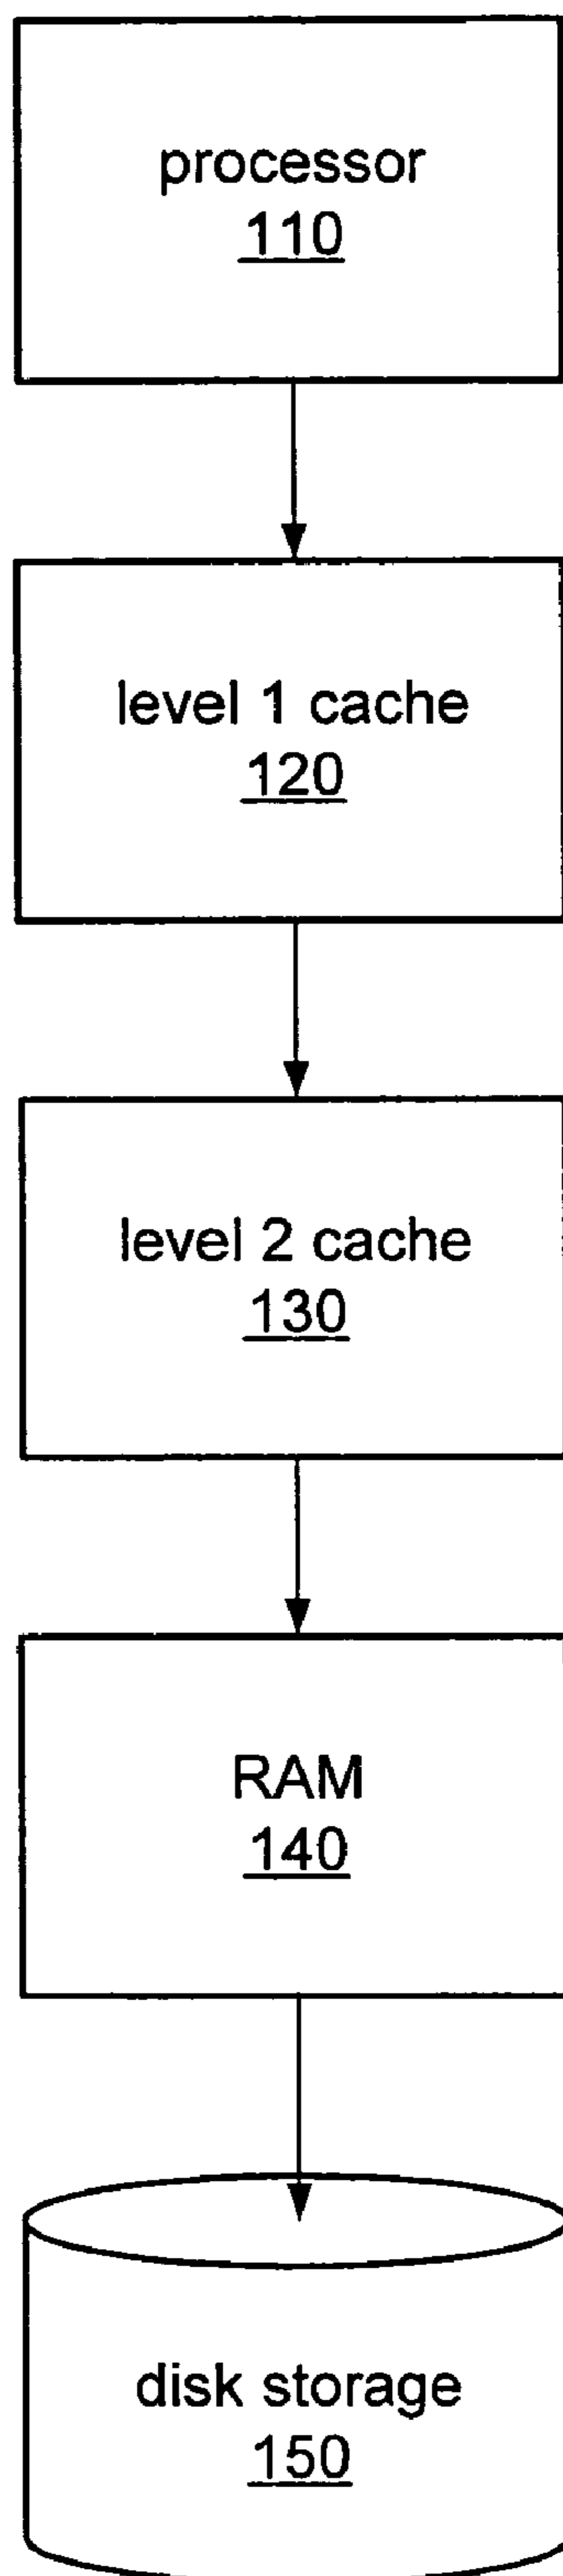 processor
110
level 1 cache
120
level 2 cache
130
RAM
140
disk storage
150